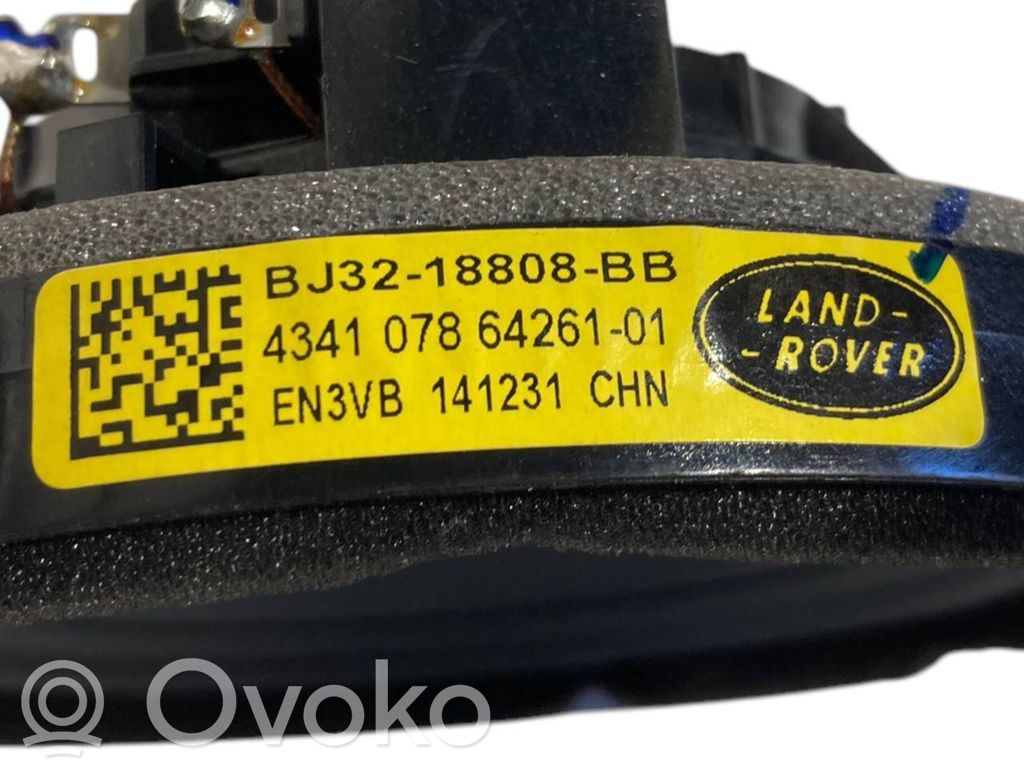 BJ32-18808-BB
4341 078 64261-01
EN3VB 141231 CHN
LAND-
-ROVER
Ovoko